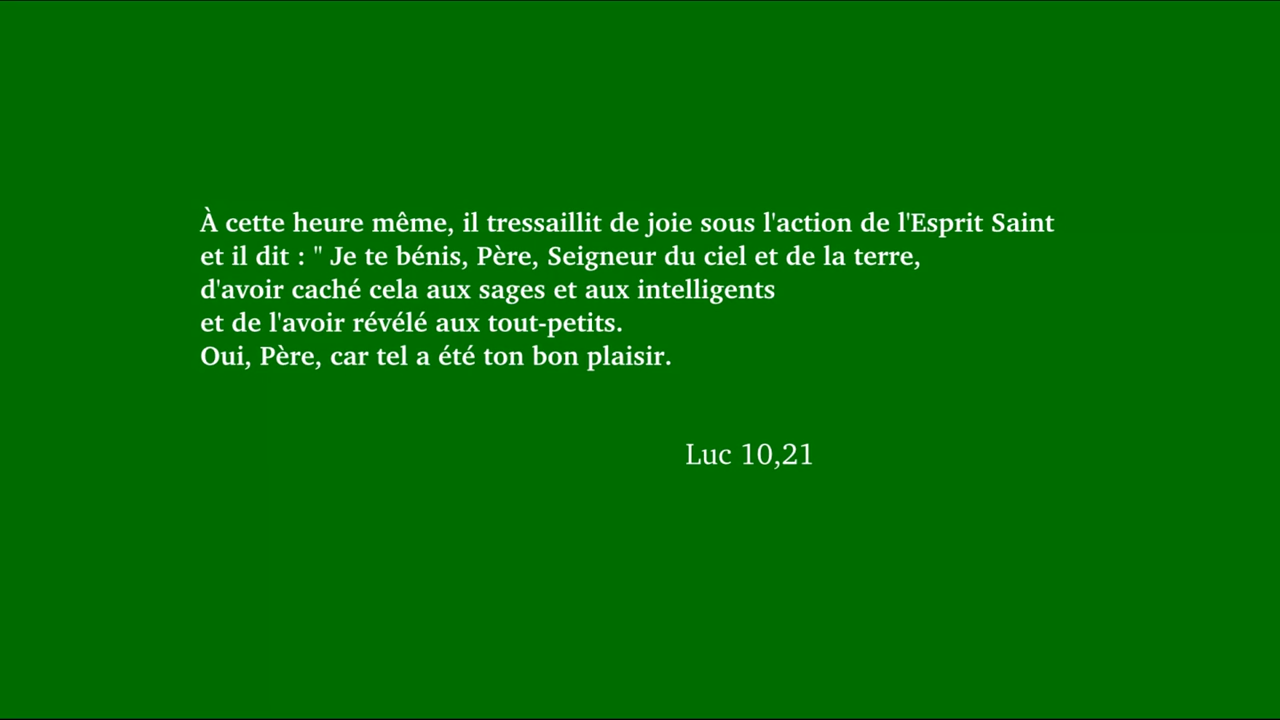 À cette heure même, il tressaillit de joie sous l'action de l'Esprit Saint
et il dit : " Je te bénis, Père, Seigneur du ciel et de la terre,
d'avoir caché cela aux sages et aux intelligents
et de l'avoir révélé aux tout-petits.
Oui, Père, car tel a été ton bon plaisir.
Luc 10,21